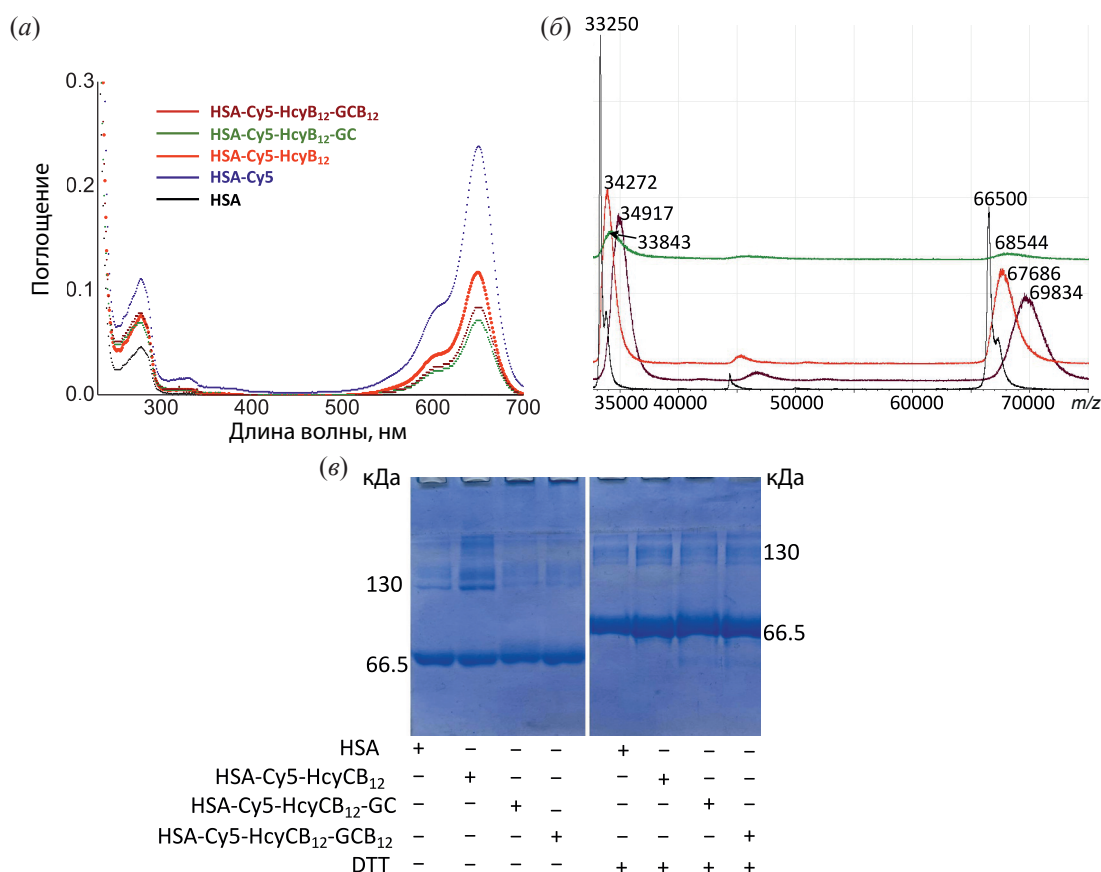 (а)
0.3
0.2
0.1
0.0
Поглощение
HSA-Cy5-HcyB₁₂-GCB₁₂
HSA-Cy5-HcyB₁₂-GC
HSA-Cy5-HcyB₁₂
HSA-Cy5
HSA
300 400 500 600 700
Длина волны, нм
(б)
33250
34272
34917
33843
66500
68544
67686
69834
35000 40000 50000 60000 70000 m/z
(в)
кДа кДа
130 130
66.5 66.5
HSA + – – – + – – –
HSA-Cy5-HcyCB₁₂ – + – – – + – –
HSA-Cy5-HcyCB₁₂-GC – – + – – – + –
HSA-Cy5-HcyCB₁₂-GCB₁₂ – – – + – – – +
DTT – – – – + + + +